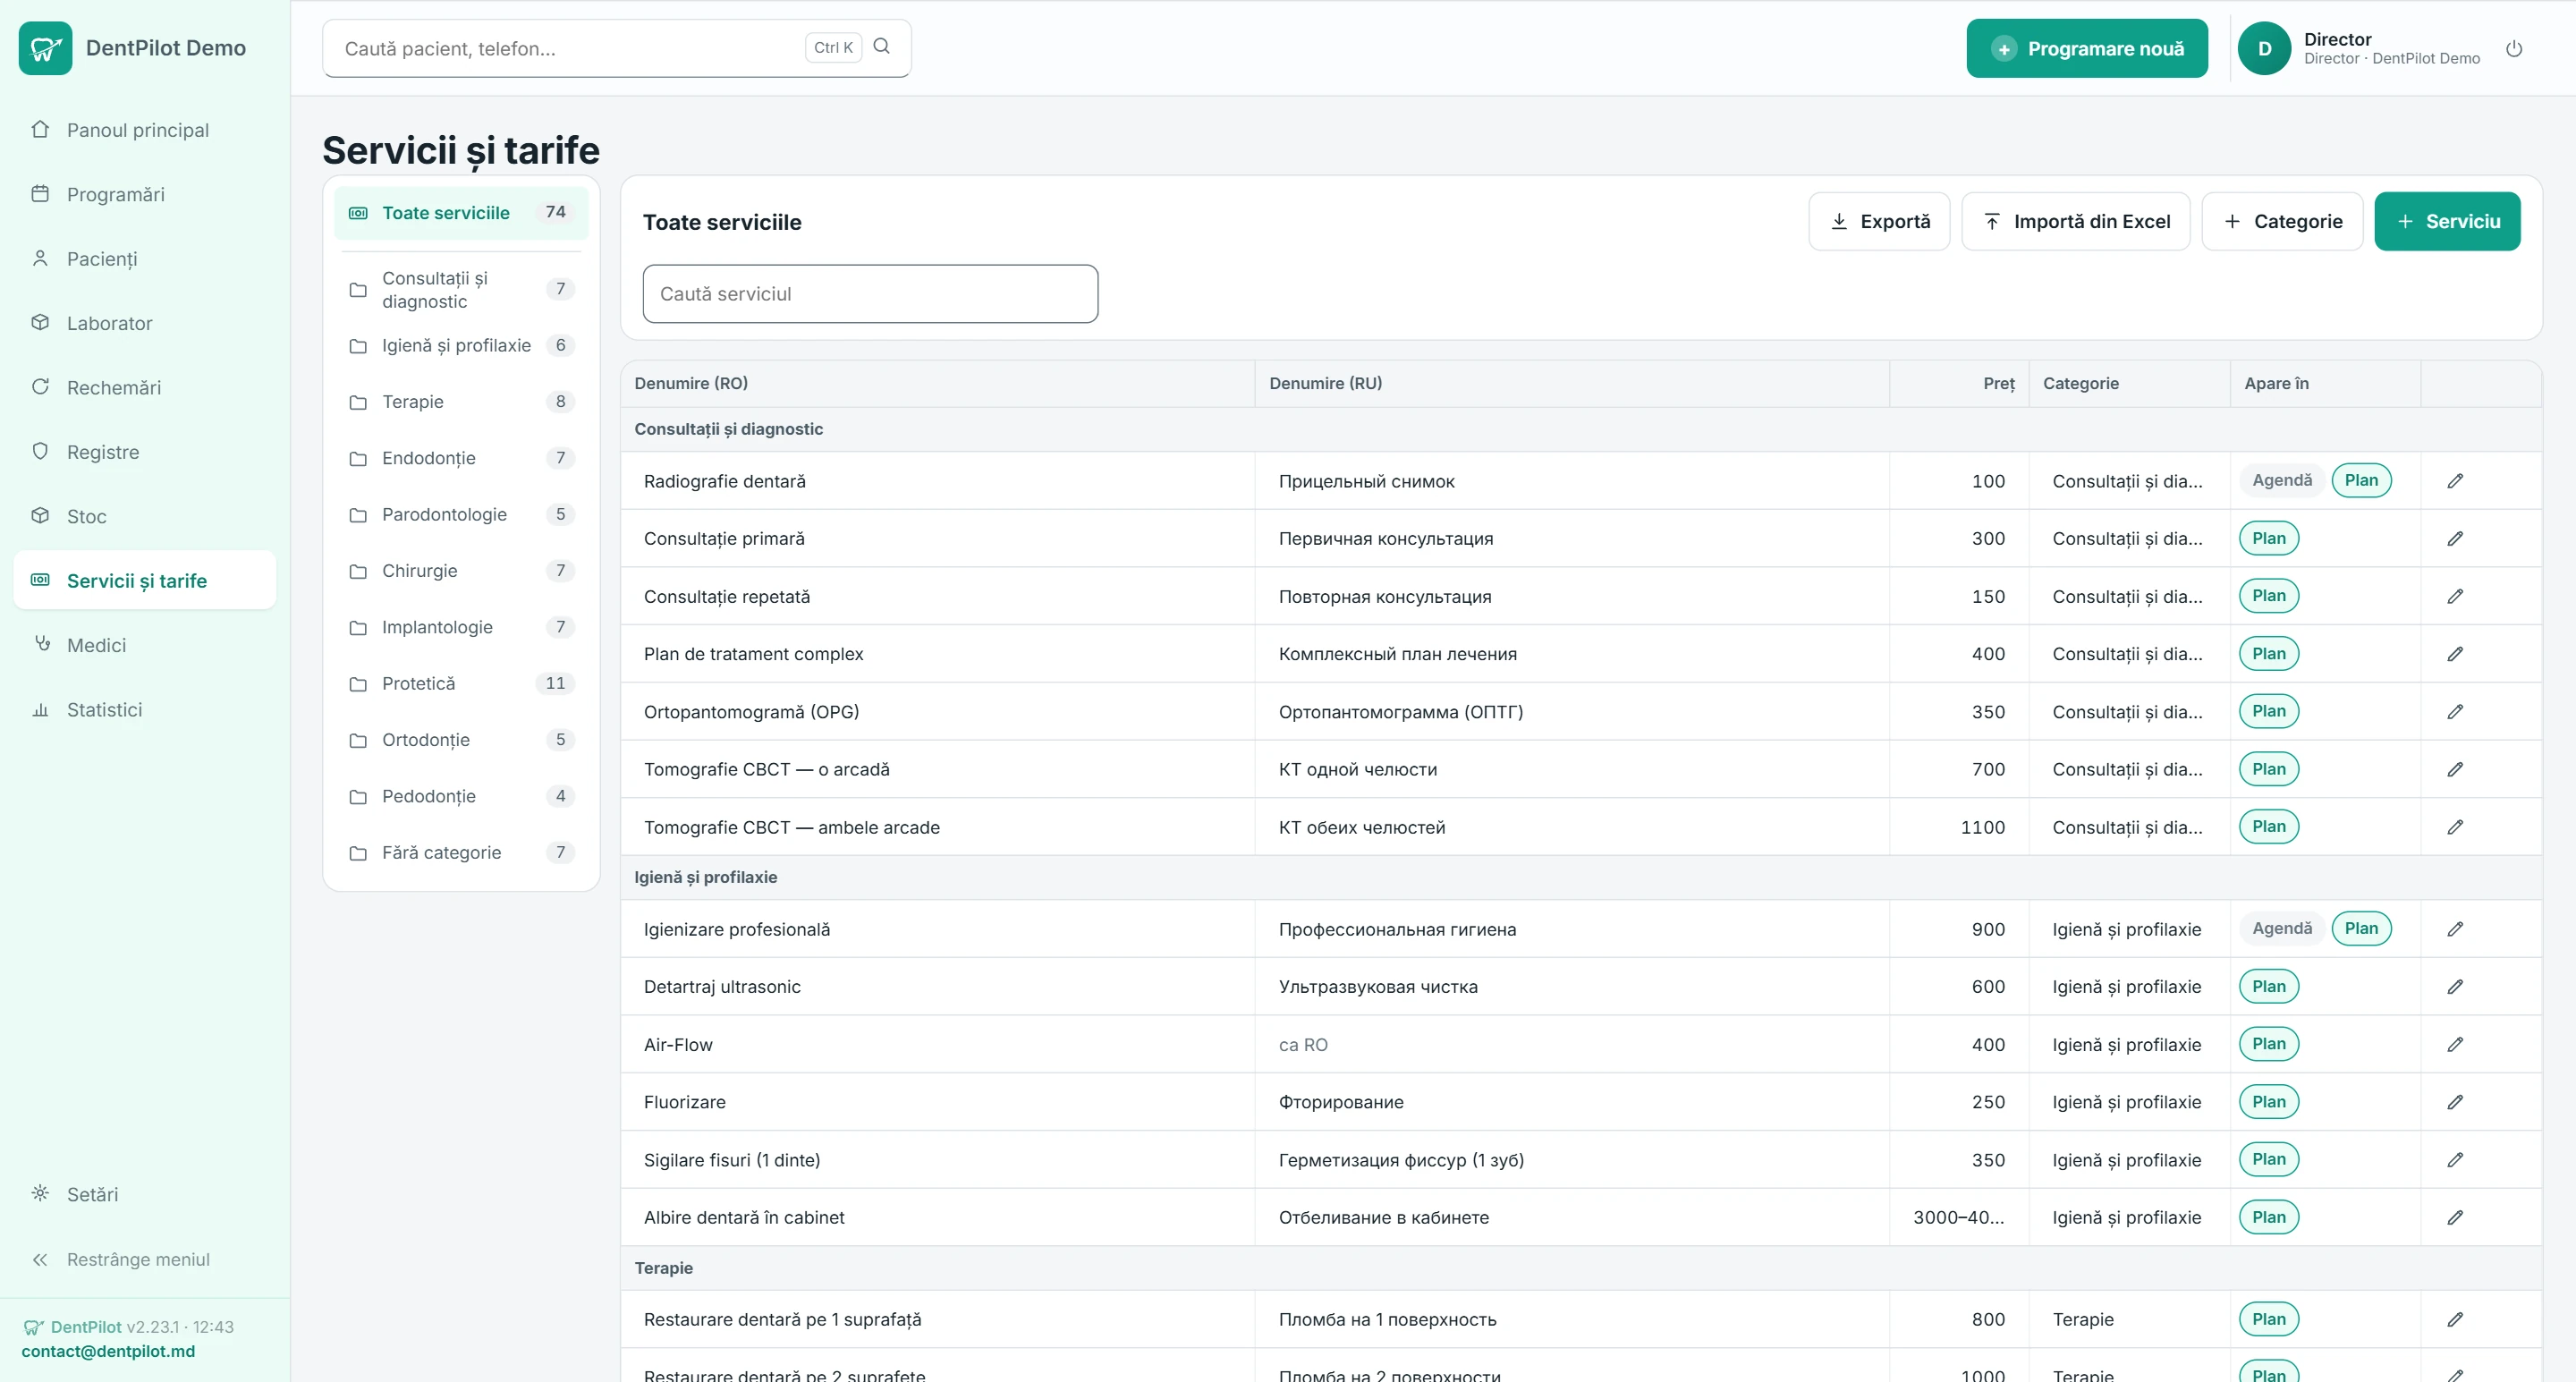 DentPilot Demo
Caută pacient, telefon...
Ctrl K
+ Programare nouă
D
Director
Director · DentPilot Demo
Panoul principal
Programări
Pacienți
Laborator
Rechemări
Registre
Stoc
Servicii și tarife
Medici
Statistici
Setări
Restrânge meniul
DentPilot v2.23.1 · 12:43
contact@dentpilot.md
Servicii și tarife
Toate serviciile 74
Consultații și
diagnostic 7
Igienă și profilaxie 6
Terapie 8
Endodonție 7
Parodontologie 5
Chirurgie 7
Implantologie 7
Protetică 11
Ortodonție 5
Pedodonție 4
Fără categorie 7
Toate serviciile
Exportă
Importă din Excel
+ Categorie
+ Serviciu
Caută serviciul
Denumire (RO) Denumire (RU) Preț Categorie Apare în
Consultații și diagnostic
Radiografie dentară Прицельный снимок 100 Consultații și dia... Agendă Plan
Consultație primară Первичная консультация 300 Consultații și dia... Plan
Consultație repetată Повторная консультация 150 Consultații și dia... Plan
Plan de tratament complex Комплексный план лечения 400 Consultații și dia... Plan
Ortopantomogramă (OPG) Ортопантомограмма (ОПТГ) 350 Consultații și dia... Plan
Tomografie CBCT — o arcadă КТ одной челюсти 700 Consultații și dia... Plan
Tomografie CBCT — ambele arcade КТ обеих челюстей 1100 Consultații și dia... Plan
Igienă și profilaxie
Igienizare profesională Профессиональная гигиена 900 Igienă și profilaxie Agendă Plan
Detartraj ultrasonic Ультразвуковая чистка 600 Igienă și profilaxie Plan
Air-Flow ca RO 400 Igienă și profilaxie Plan
Fluorizare Фторирование 250 Igienă și profilaxie Plan
Sigilare fisuri (1 dinte) Герметизация фиссур (1 зуб) 350 Igienă și profilaxie Plan
Albire dentară în cabinet Отбеливание в кабинете 3000–40... Igienă și profilaxie Plan
Terapie
Restaurare dentară pe 1 suprafață Пломба на 1 поверхность 800 Terapie Plan
Restaurare dentară pe 2 suprafețe Пломба на 2 поверхности 1000 Terapie Plan